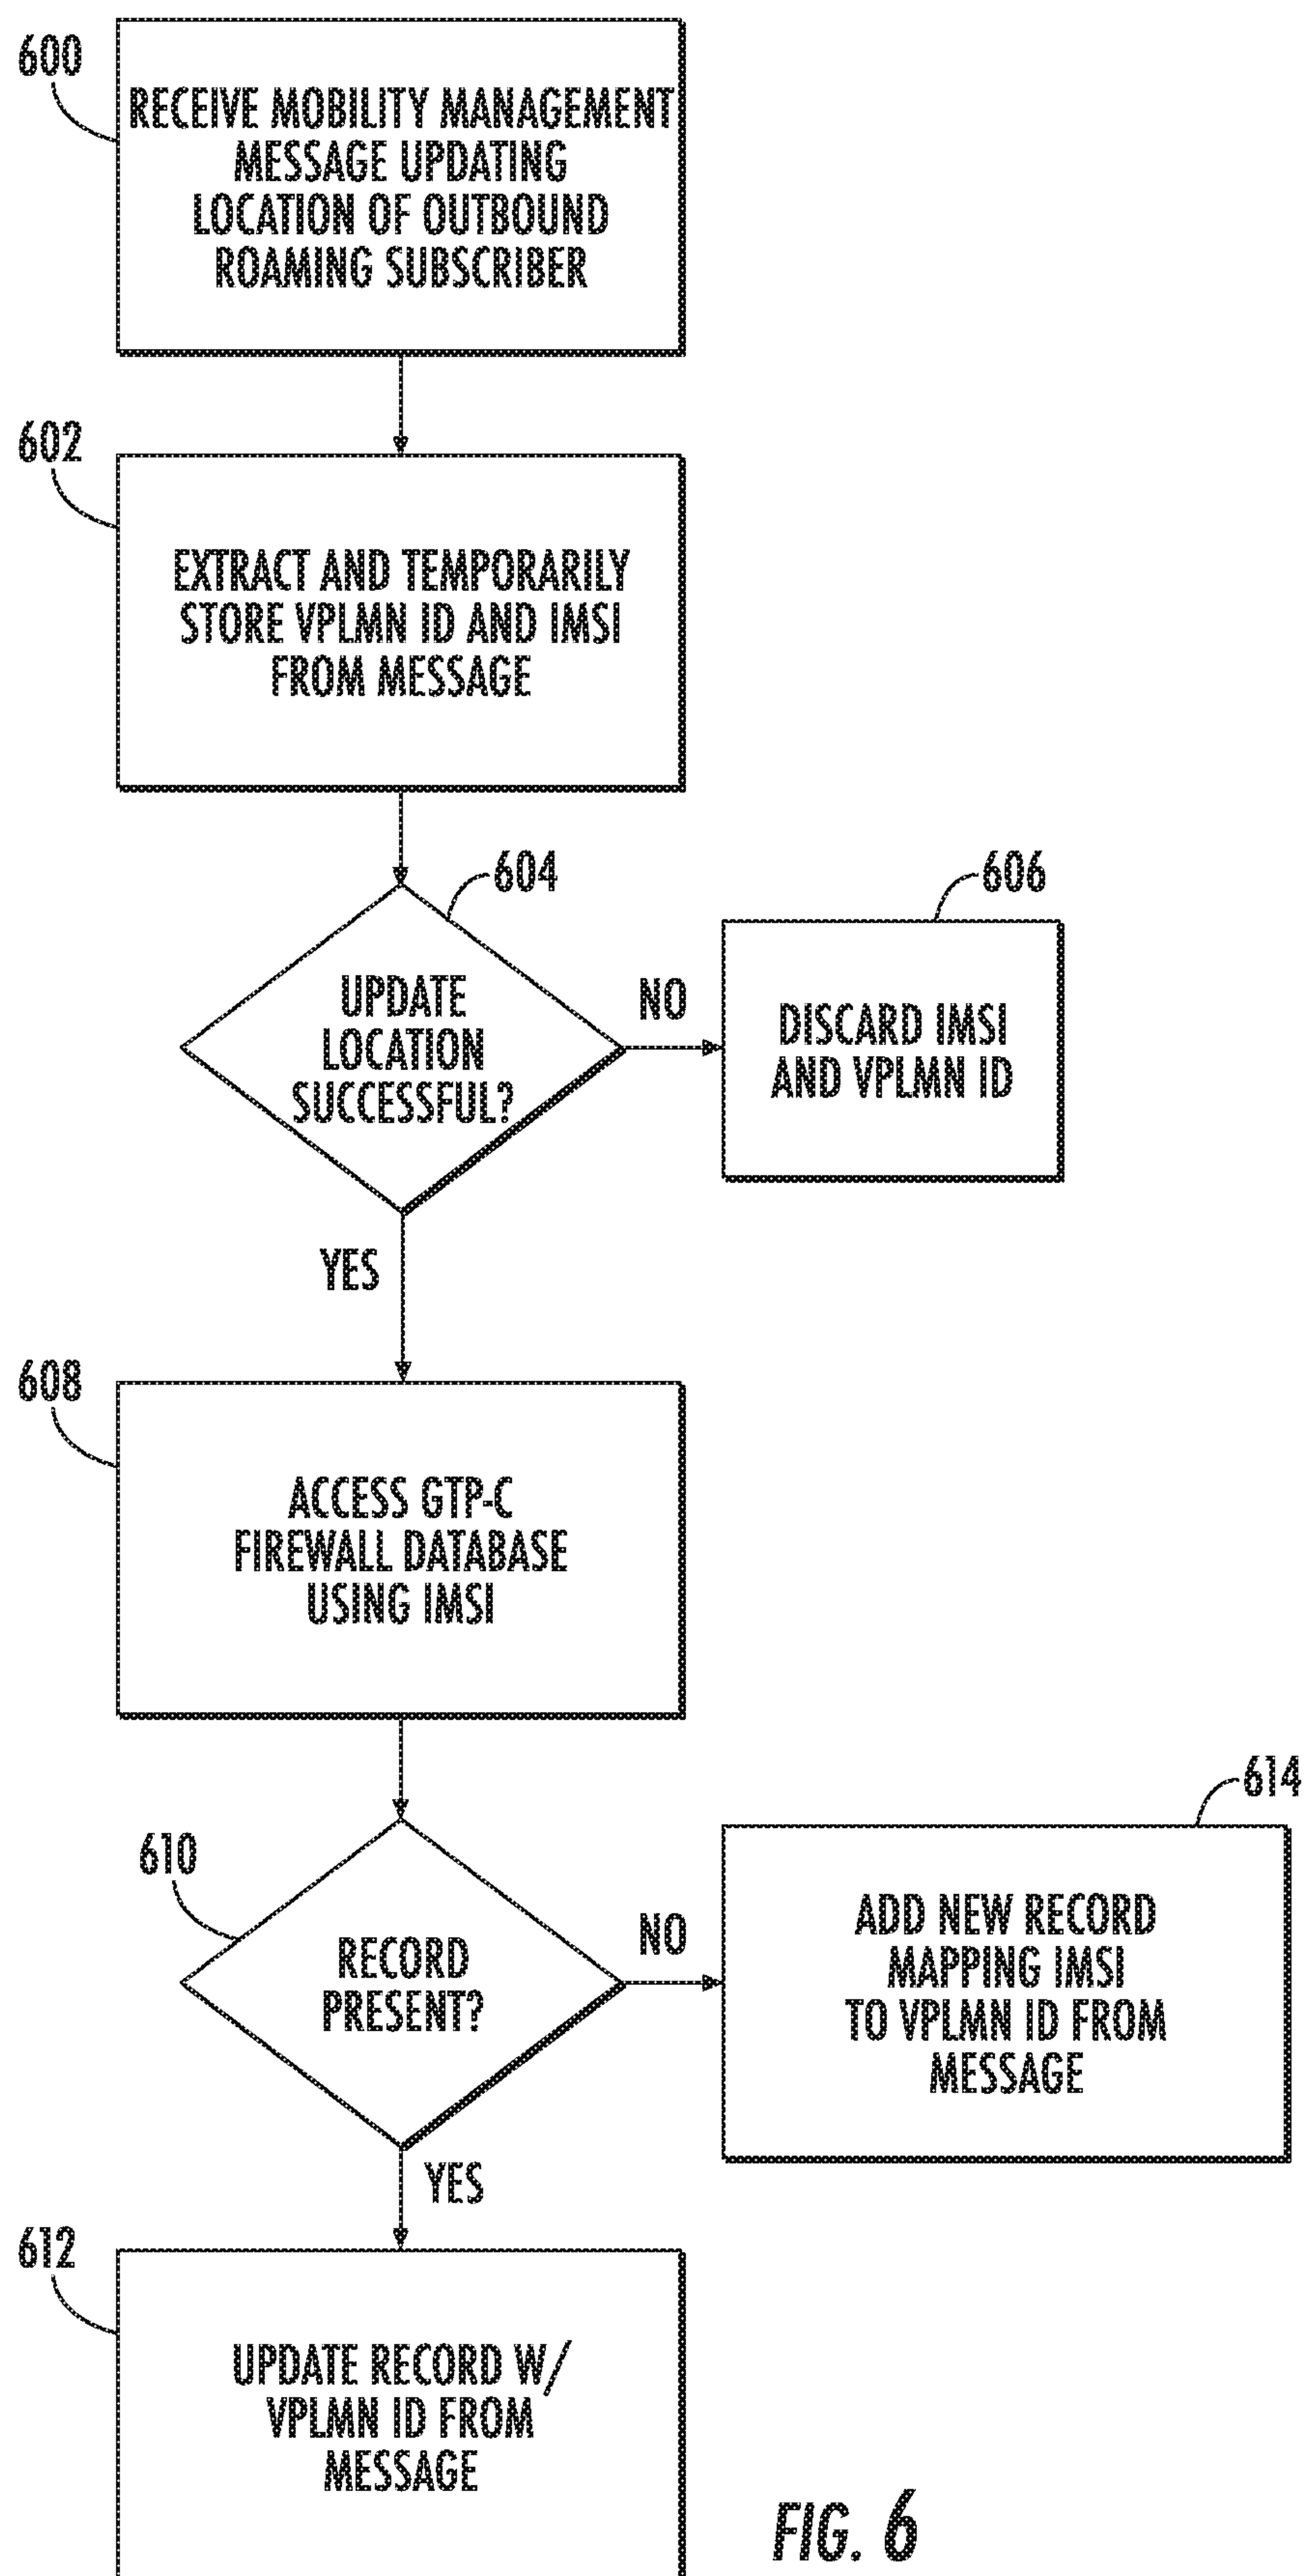 600
RECEIVE MOBILITY MANAGEMENT
MESSAGE UPDATING
LOCATION OF OUTBOUND
ROAMING SUBSCRIBER
602
EXTRACT AND TEMPORARILY
STORE VPLMN ID AND IMSI
FROM MESSAGE
604
UPDATE
LOCATION
SUCCESSFUL?
NO
606
DISCARD IMSI
AND VPLMN ID
YES
608
ACCESS GTP-C
FIREWALL DATABASE
USING IMSI
610
RECORD
PRESENT?
NO
614
ADD NEW RECORD
MAPPING IMSI
TO VPLMN ID FROM
MESSAGE
YES
612
UPDATE RECORD W/
VPLMN ID FROM
MESSAGE
FIG. 6